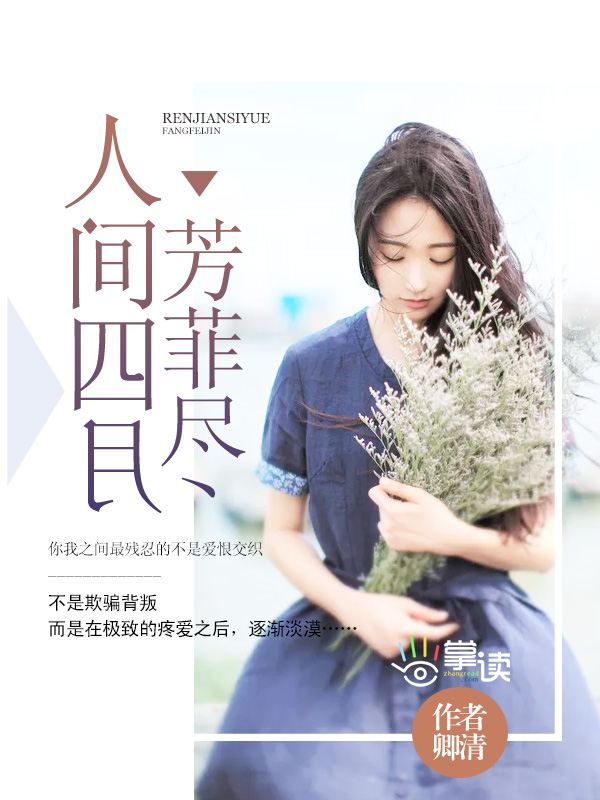 RENJIANSIYUE
FANGFEIJIN
人间四月
芳菲尽
你我之间最残忍的不是爱恨交织
不是欺骗背叛
而是在极致的疼爱之后，逐渐淡漠……
掌读
zhangread
.com
作者
卿清